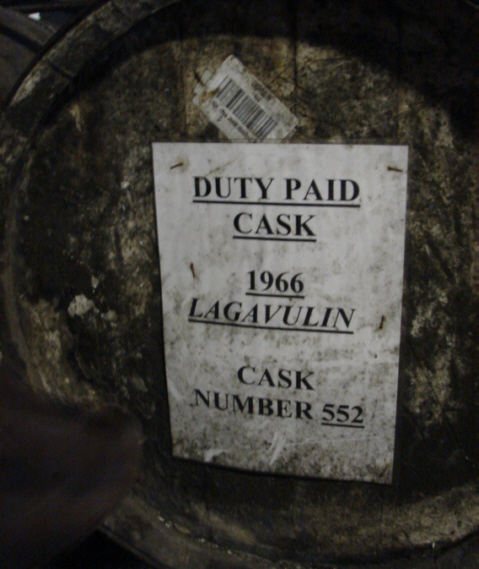 DUTY PAID
CASK
1966
LAGAVULIN
CASK
NUMBER 552